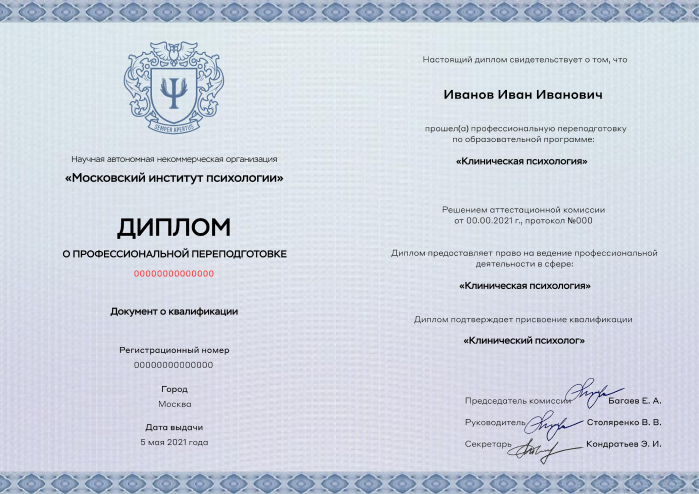 SEMPER APERTUS
Научная автономная некоммерческая организация
«Московский институт психологии»
ДИПЛОМ
О ПРОФЕССИОНАЛЬНОЙ ПЕРЕПОДГОТОВКЕ
00000000000000
Документ о квалификации
Регистрационный номер
00000000000000
Город
Москва
Дата выдачи
5 мая 2021 года
Настоящий диплом свидетельствует о том, что
Иванов Иван Иванович
прошел(а) профессиональную переподготовку
по образовательной программе:
«Клиническая психология»
Решением аттестационной комиссии
от 00.00.2021 г., протокол №000
Диплом предоставляет право на ведение профессиональной
деятельности в сфере:
«Клиническая психология»
Диплом подтверждает присвоение квалификации
«Клинический психолог»
Председатель комиссии Багаев Е. А.
Руководитель Столяренко В. В.
Секретарь Кондратьев Э. И.